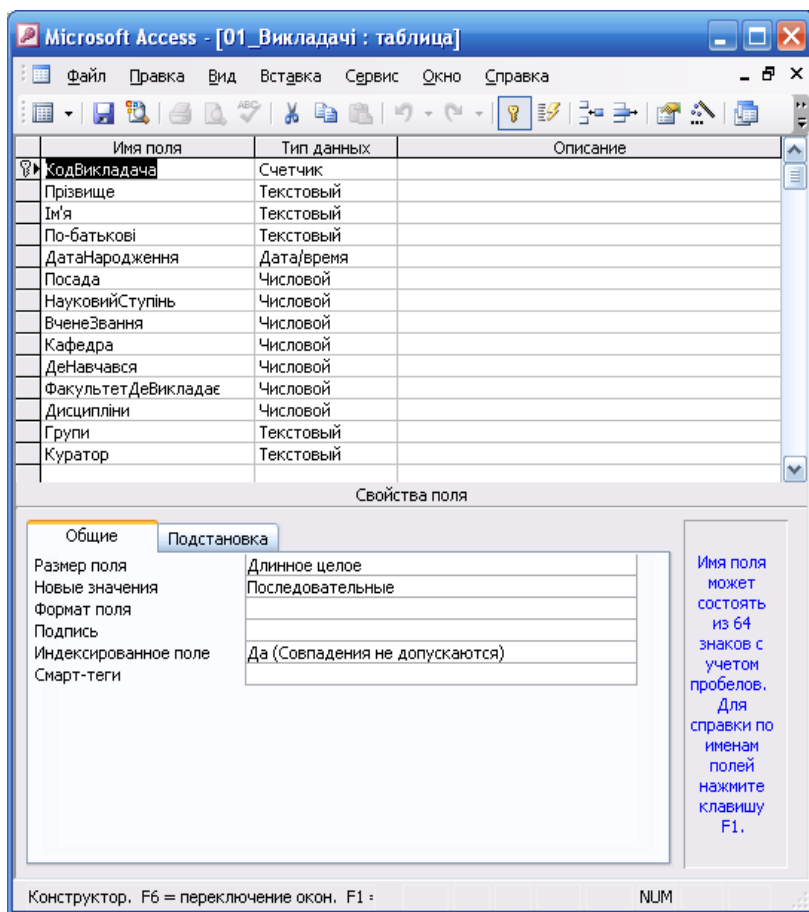 Microsoft Access - [01_Викладачі : таблица]
Файл Правка Вид Вставка Сервис Окно Справка
Имя поля Тип данных Описание
КодВикладача Счетчик
Прізвище Текстовый
Ім'я Текстовый
По-батькові Текстовый
ДатаНародження Дата/время
Посада Числовой
НауковийСтупінь Числовой
ВченеЗвання Числовой
Кафедра Числовой
ДеНавчався Числовой
ФакультетДеВикладає Числовой
Дисципліни Числовой
Групи Текстовый
Куратор Текстовый
Свойства поля
Общие Подстановка
Размер поля Длинное целое
Новые значения Последовательные
Формат поля
Подпись
Индексированное поле Да (Совпадения не допускаются)
Смарт-теги
Имя поля
может
состоять
из 64
знаков с
учетом
пробелов.
Для
справки по
именам
полей
нажмите
клавишу
F1.
Конструктор. F6 = переключение окон. F1 = NUM